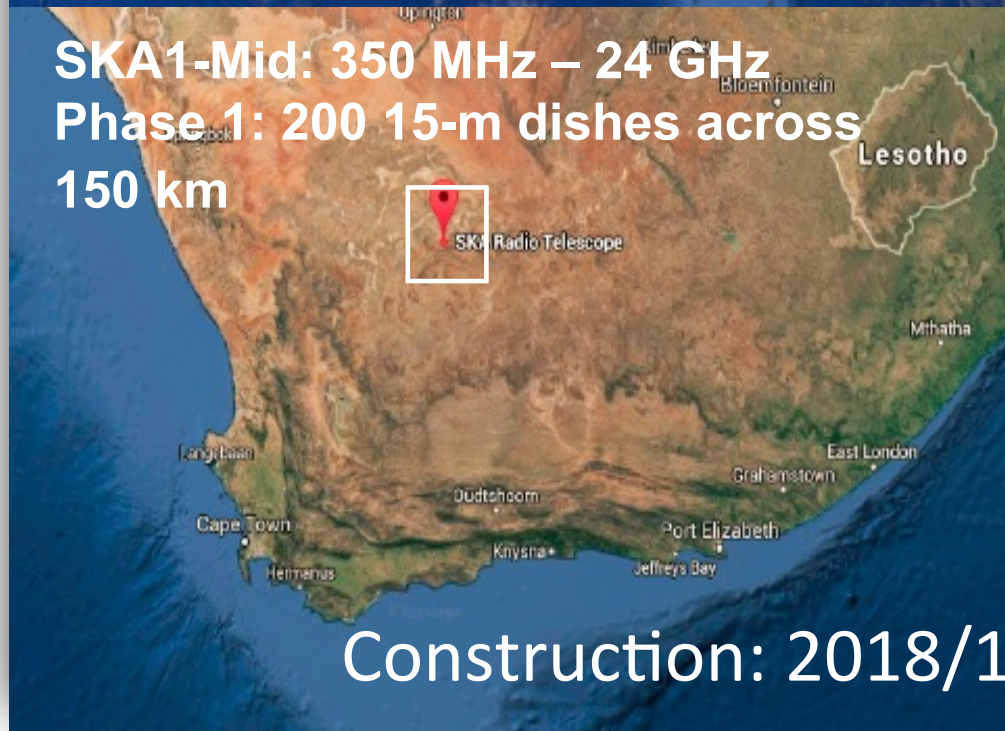 Upington
SKA1-Mid: 350 MHz – 24 GHz
Bloemfontein
Phase 1: 200 15-m dishes across
Lesotho
150 km
SKA Radio Telescope
Mthatha
Langebaan
East London
Grahamstown
Oudtshoorn
Cape Town
Port Elizabeth
Knysna
Jeffreys Bay
Hermanus
Construction: 2018/1